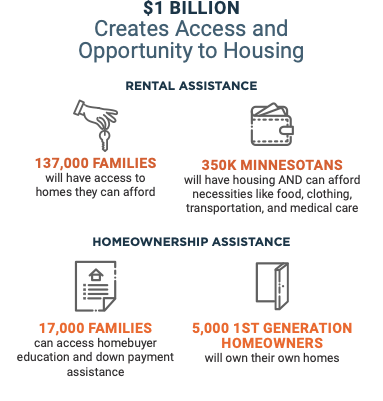 $1 BILLION
Creates Access and
Opportunity to Housing
RENTAL ASSISTANCE
137,000 FAMILIES
will have access to
homes they can afford
350K MINNESOTANS
will have housing AND can afford
necessities like food, clothing,
transportation, and medical care
HOMEOWNERSHIP ASSISTANCE
17,000 FAMILIES
can access homebuyer
education and down payment
assistance
5,000 1ST GENERATION
HOMEOWNERS
will own their own homes